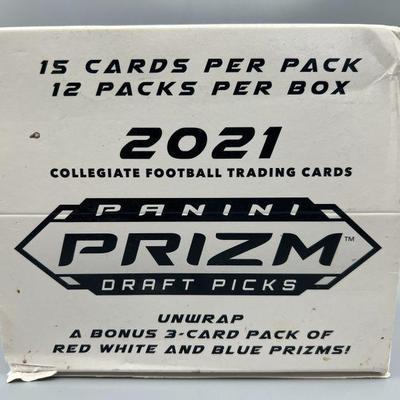 15 CARDS PER PACK
12 PACKS PER BOX
2021
COLLEGIATE FOOTBALL TRADING CARDS
PANINI
PRIZM™
DRAFT PICKS
UNWRAP
A BONUS 3-CARD PACK OF
RED WHITE AND BLUE PRIZMS!